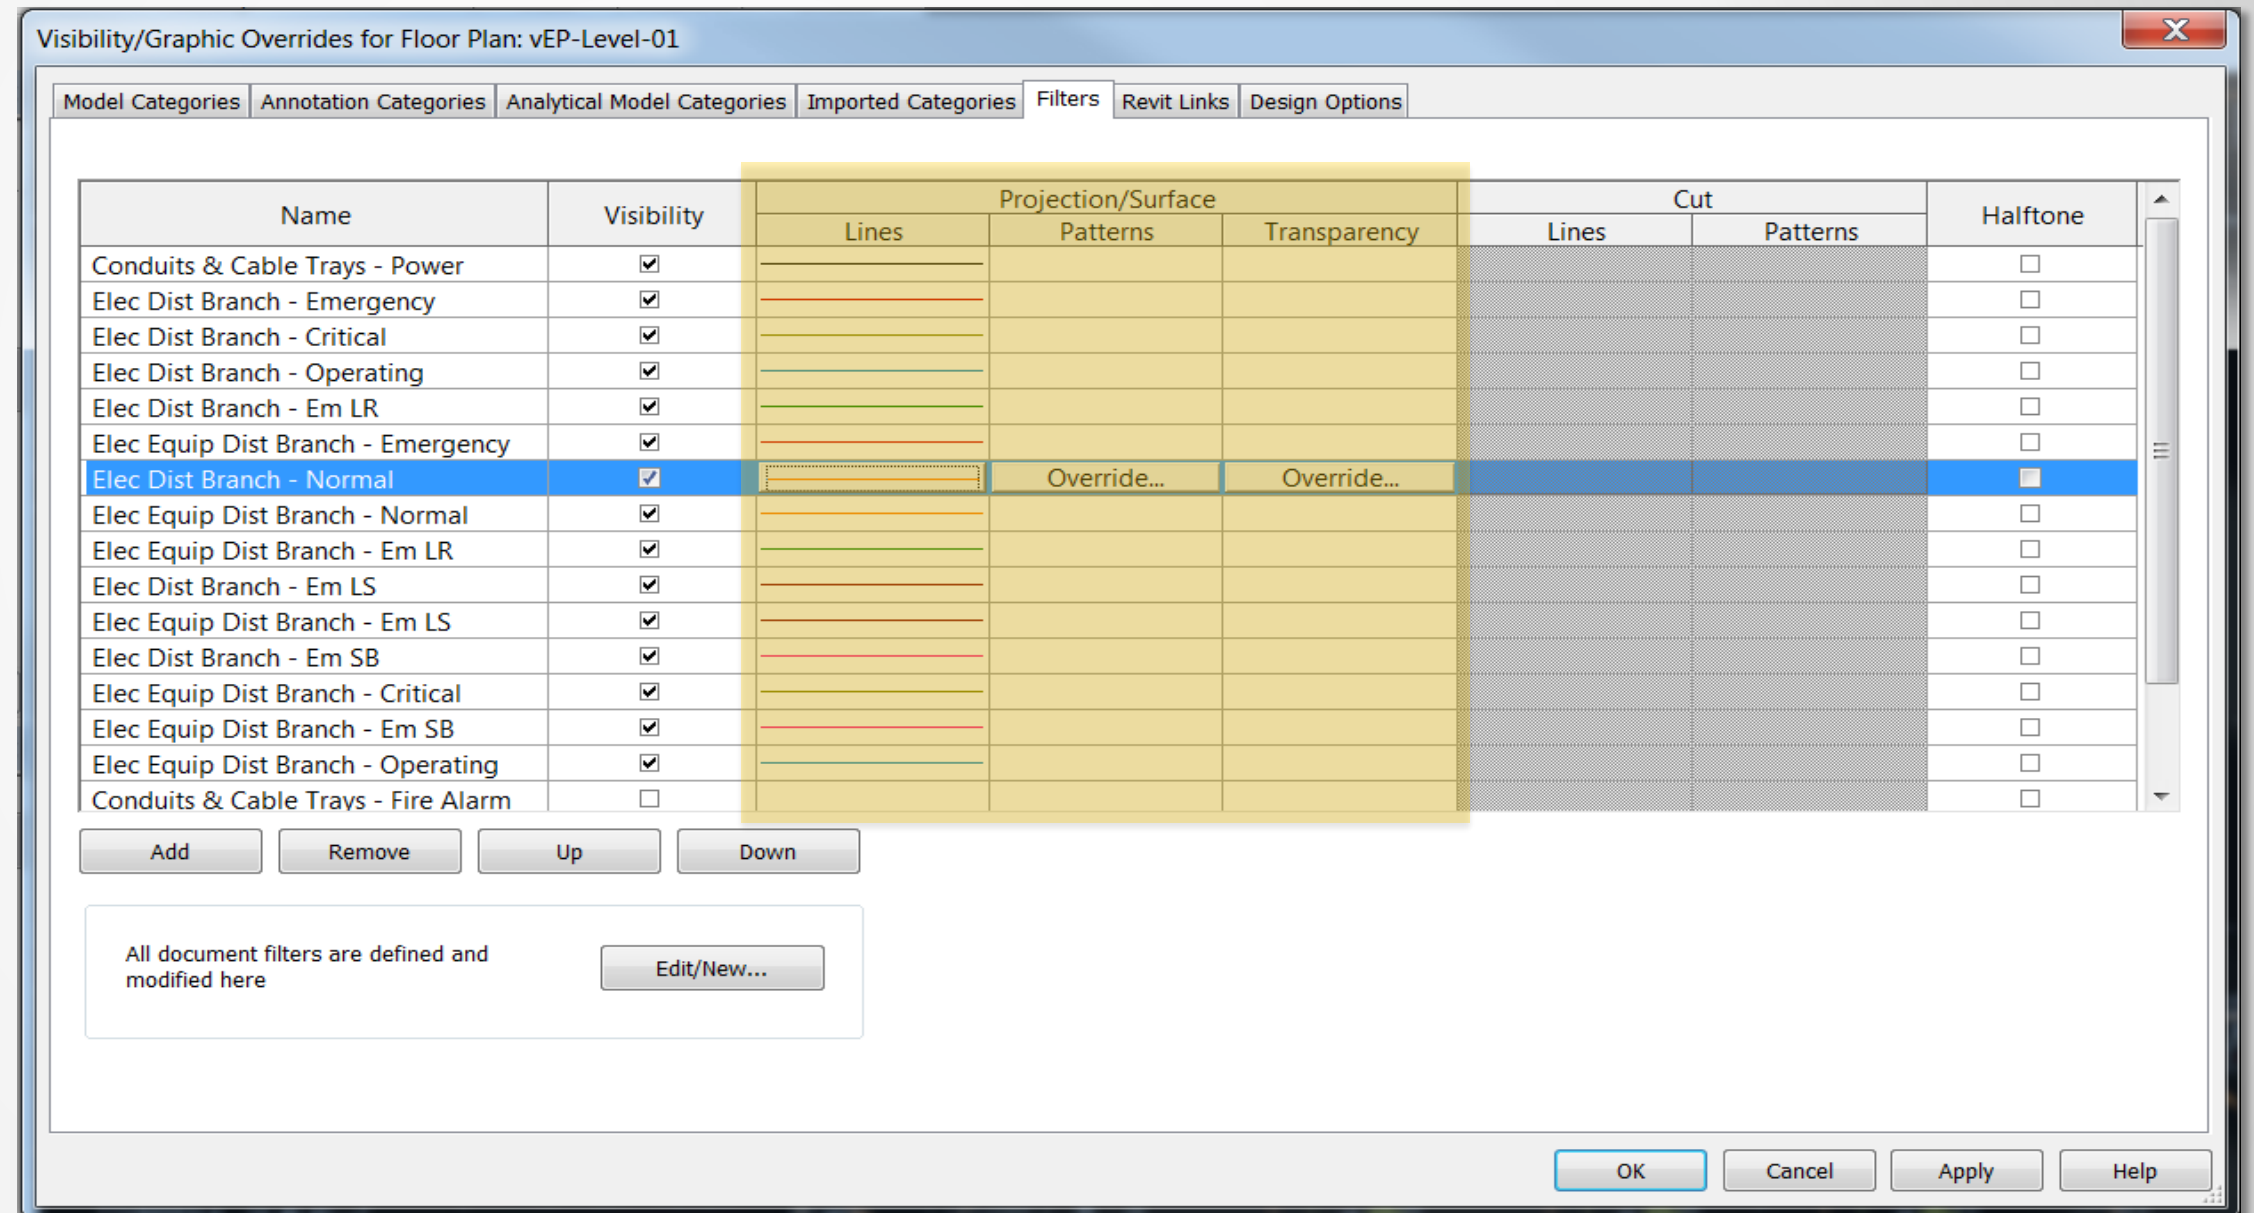 Visibility/Graphic Overrides for Floor Plan: vEP-Level-01
Model Categories Annotation Categories Analytical Model Categories Imported Categories Filters Revit Links Design Options
Projection/Surface Cut
Name Visibility Halftone
Lines Patterns Transparency Lines Patterns
Conduits & Cable Trays - Power
Elec Dist Branch - Emergency
Elec Dist Branch - Critical
Elec Dist Branch - Operating
Elec Dist Branch - Em LR
Elec Equip Dist Branch - Emergency
Elec Dist Branch - Normal Override... Override...
Elec Equip Dist Branch - Normal
Elec Equip Dist Branch - Em LR
Elec Dist Branch - Em LS
Elec Equip Dist Branch - Em LS
Elec Dist Branch - Em SB
Elec Equip Dist Branch - Critical
Elec Equip Dist Branch - Em SB
Elec Equip Dist Branch - Operating
Conduits & Cable Trays - Fire Alarm
Add Remove Up Down
All document filters are defined and
modified here
Edit/New...
OK Cancel Apply Help